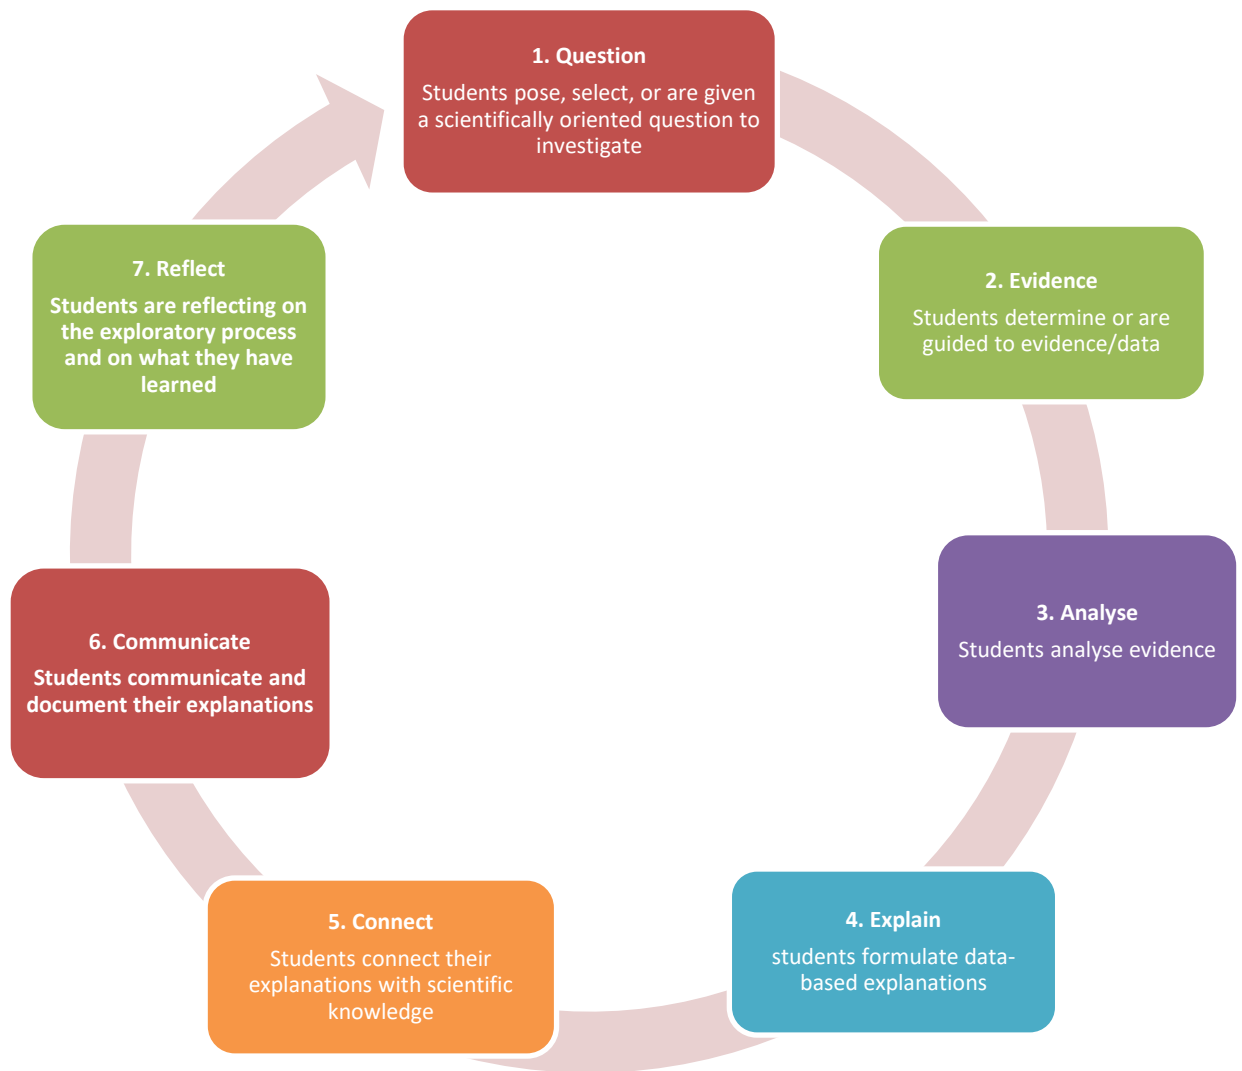 1. Question
Students pose, select, or are given
a scientifically oriented question to
investigate
2. Evidence
Students determine or are
guided to evidence/data
3. Analyse
Students analyse evidence
4. Explain
students formulate data-
based explanations
5. Connect
Students connect their
explanations with scientific
knowledge
6. Communicate
Students communicate and
document their explanations
7. Reflect
Students are reflecting on
the exploratory process
and on what they have
learned